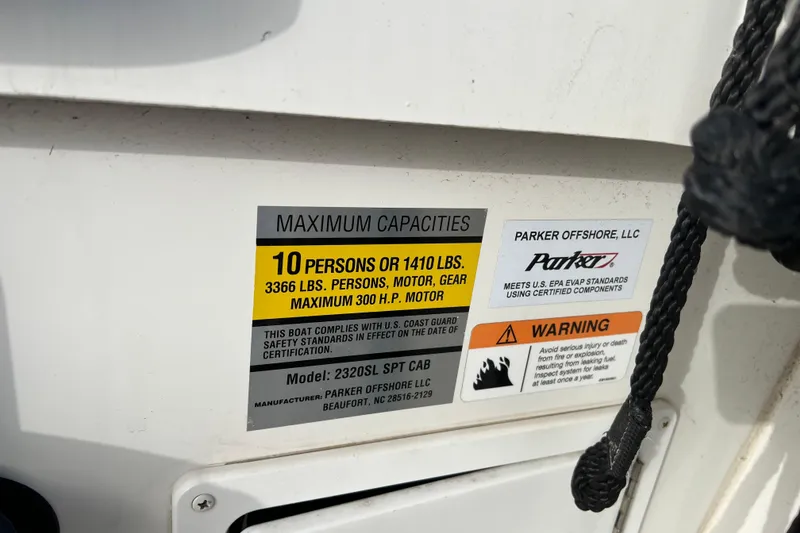 MAXIMUM CAPACITIES
10 PERSONS OR 1410 LBS.
3366 LBS. PERSONS, MOTOR, GEAR
MAXIMUM 300 H.P. MOTOR
THIS BOAT COMPLIES WITH U.S. COAST GUARD
SAFETY STANDARDS IN EFFECT ON THE DATE OF
CERTIFICATION.
Model: 2320SL SPT CAB
MANUFACTURER: PARKER OFFSHORE LLC
BEAUFORT, NC 28516-2129
PARKER OFFSHORE, LLC
Parker
MEETS U.S. EPA EVAP STANDARDS
USING CERTIFIED COMPONENTS
WARNING
Avoid serious injury or death
from fire or explosion,
resulting from leaking fuel.
Inspect system for leaks
at least once a year.